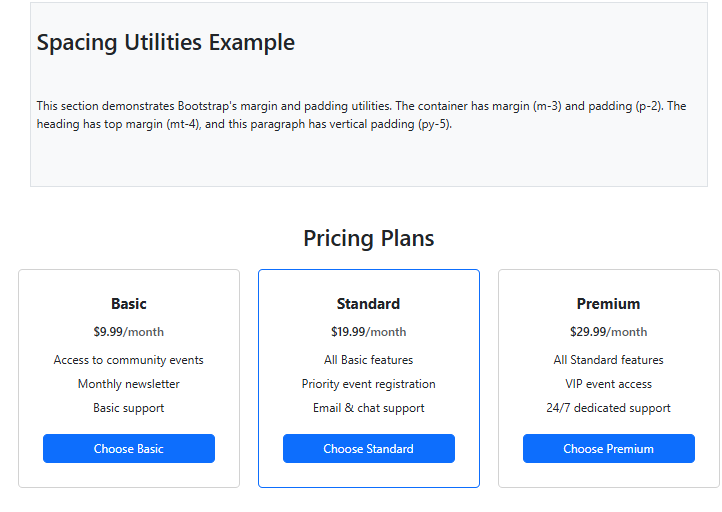 Spacing Utilities Example
This section demonstrates Bootstrap's margin and padding utilities. The container has margin (m-3) and padding (p-2). The
heading has top margin (mt-4), and this paragraph has vertical padding (py-5).
Pricing Plans
Basic
$9.99/month
Access to community events
Monthly newsletter
Basic support
Choose Basic
Standard
$19.99/month
All Basic features
Priority event registration
Email & chat support
Choose Standard
Premium
$29.99/month
All Standard features
VIP event access
24/7 dedicated support
Choose Premium